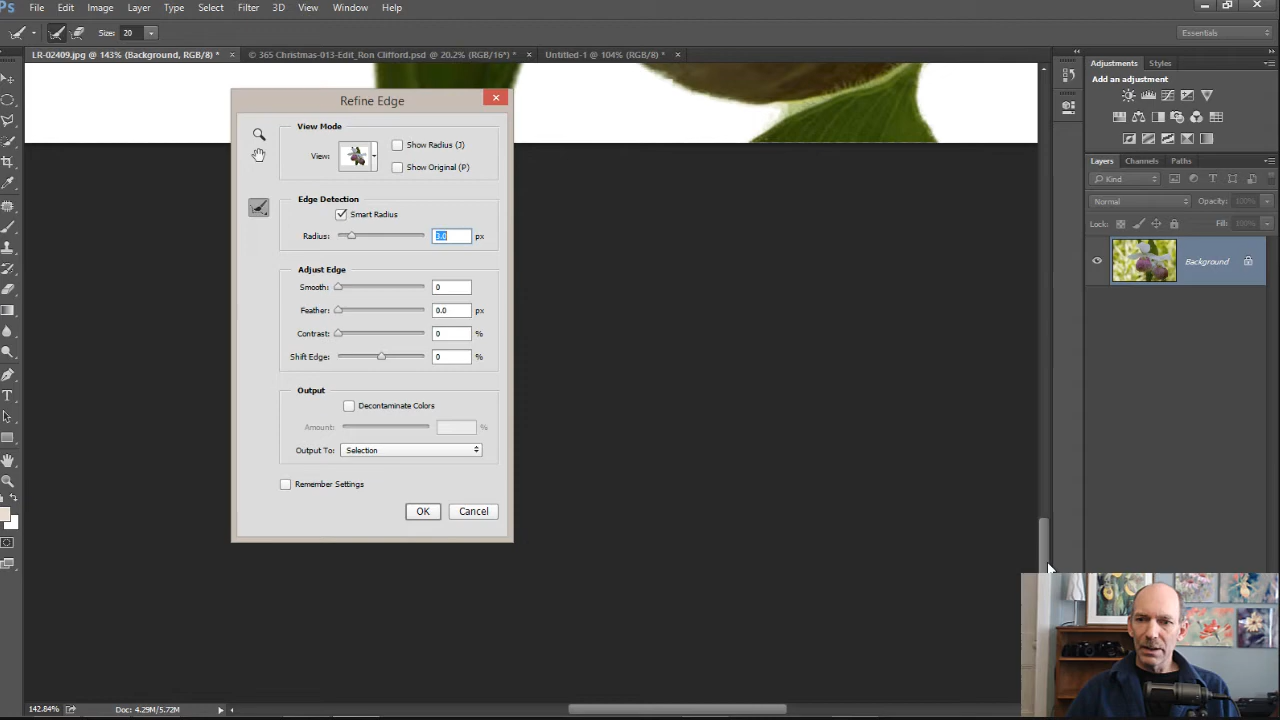 Ps File Edit Image Layer Type Select Filter 3D View Window Help
Size: 20 Essentials
LR-02409.jpg @ 143% (Background, RGB/8) * × © 365 Christmas-013-Edit_Ron Clifford.psd @ 20.2% (RGB/16*) * × Untitled-1 @ 104% (RGB/8) * ×
Adjustments Styles
Add an adjustment
Layers Channels Paths
Kind
Normal Opacity: 100%
Lock: Fill: 100%
Background
Refine Edge
View Mode
Show Radius (J)
View:
Show Original (P)
Edge Detection
Smart Radius
Radius: 3.0 px
Adjust Edge
Smooth: 0
Feather: 0.0 px
Contrast: 0 %
Shift Edge: 0 %
Output
Decontaminate Colors
Amount: %
Output To: Selection
Remember Settings
OK Cancel
142.84% Doc: 4.29M/5.72M